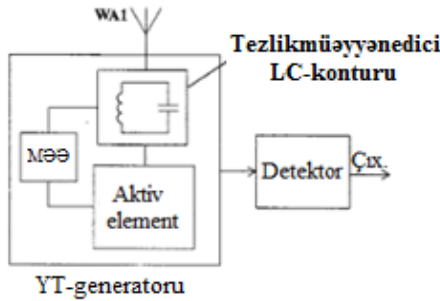 WA1
Tezlikmüəyyənedici
LC-konturu
MƏƏ
Aktiv
element
Detektor
Çıx.
YT-generatoru